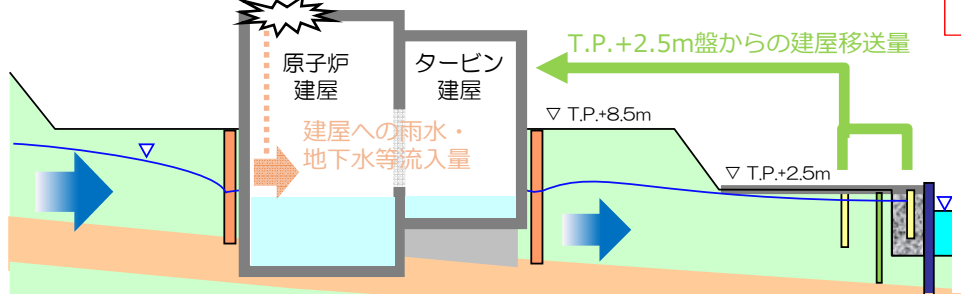 T.P.+2.5m盤からの建屋移送量
原子炉
建屋
タービン
建屋
▽ T.P.+8.5m
建屋への雨水・
地下水等流入量
▽ T.P.+2.5m